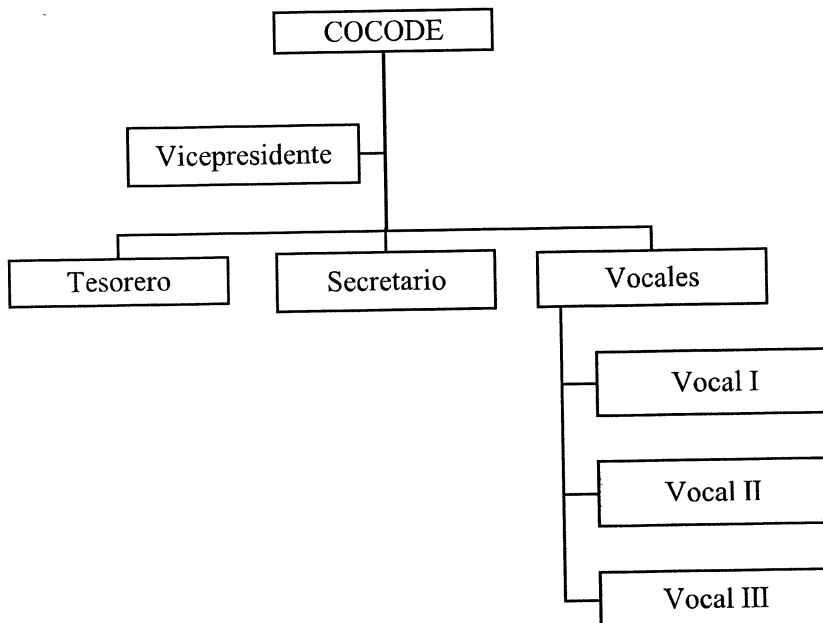 COCODE
Vicepresidente
Tesorero
Secretario
Vocales
Vocal I
Vocal II
Vocal III